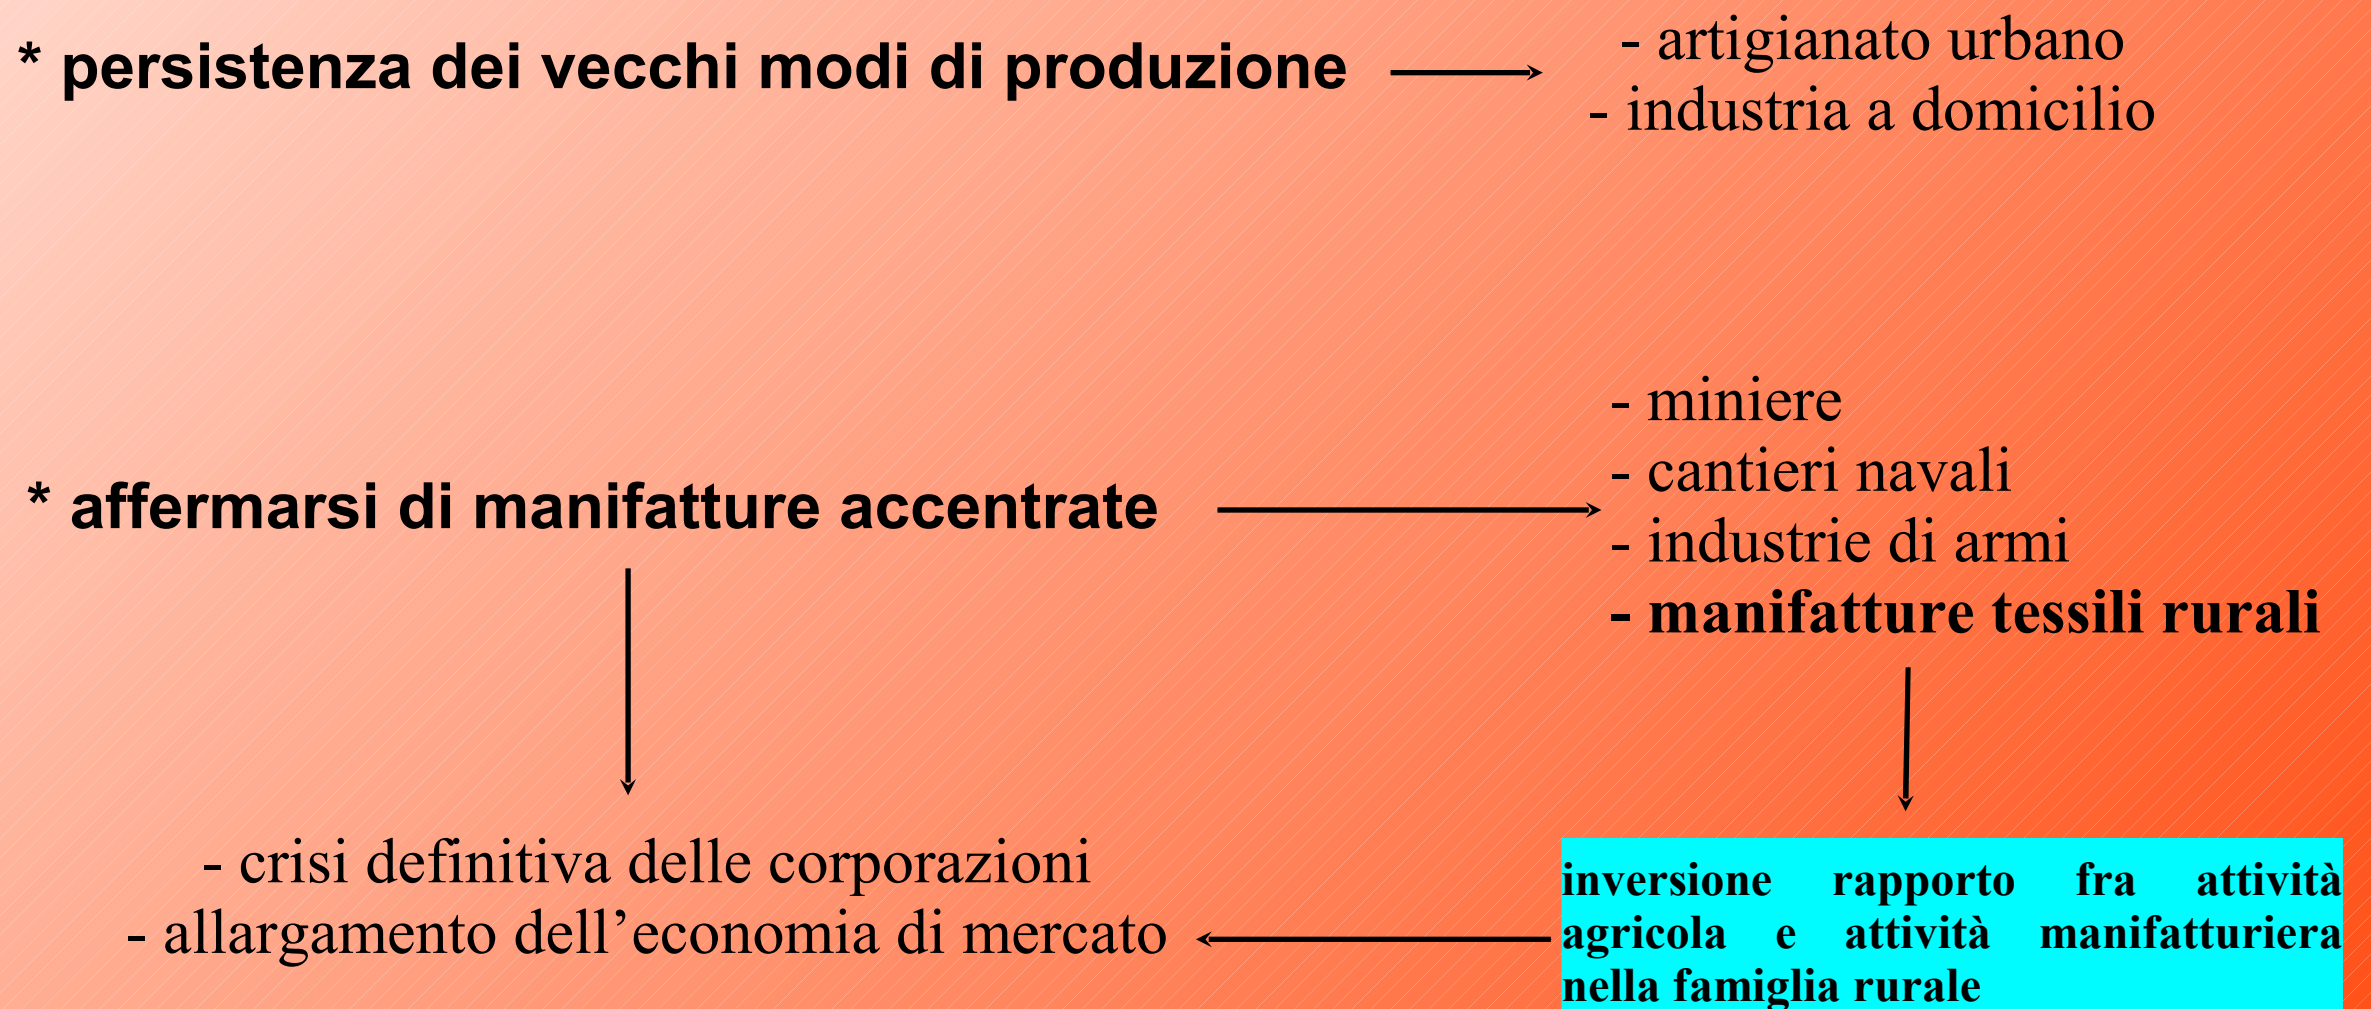 * persistenza dei vecchi modi di produzione
- artigianato urbano
- industria a domicilio
* affermarsi di manifatture accentrate
- miniere
- cantieri navali
- industrie di armi
- manifatture tessili rurali
- crisi definitiva delle corporazioni
- allargamento dell’economia di mercato
inversione rapporto fra attività
agricola e attività manifatturiera
nella famiglia rurale